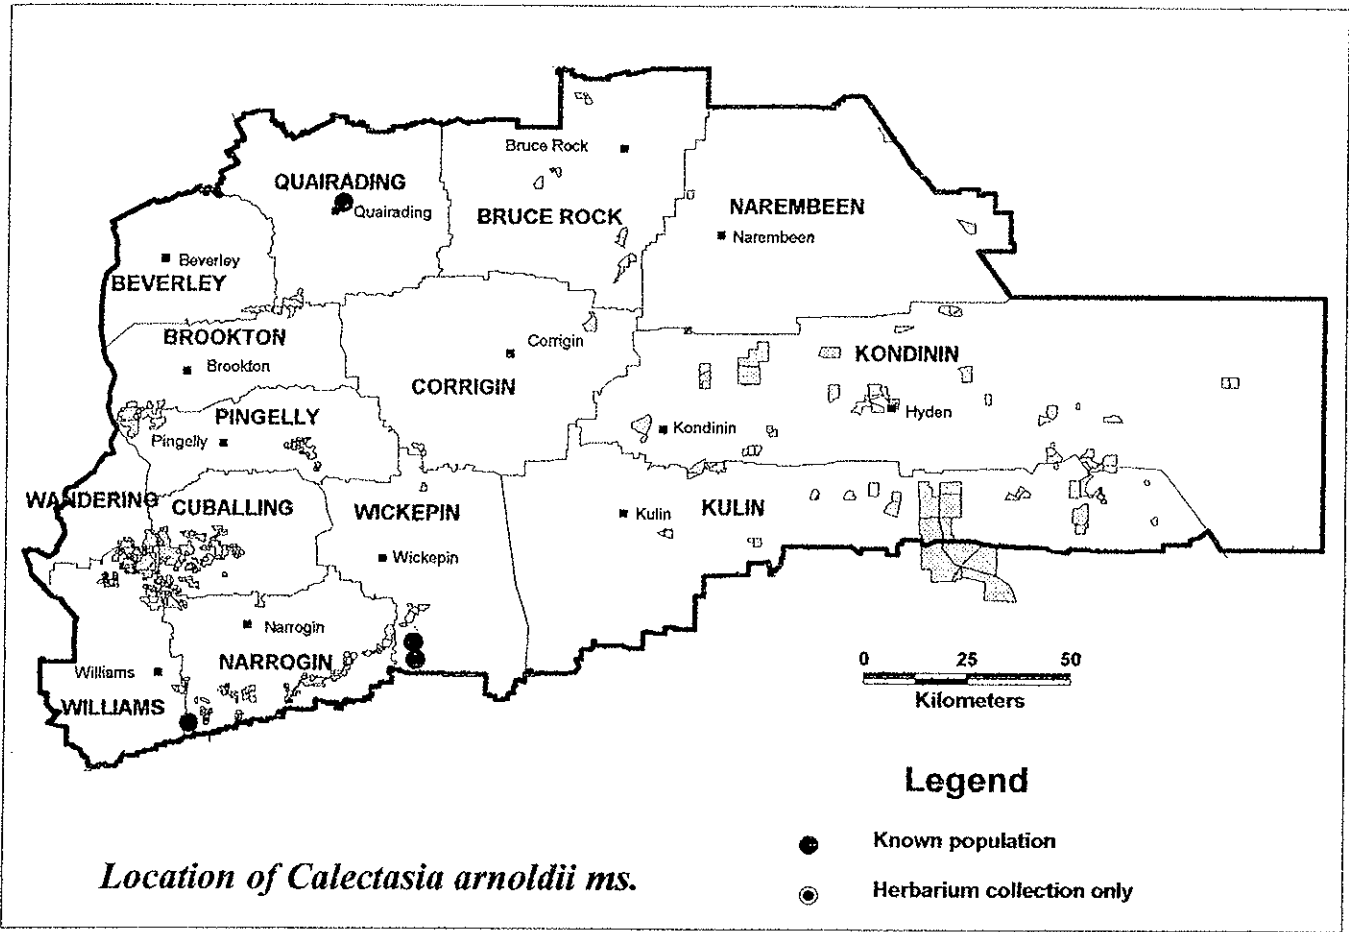 Bruce Rock
QUAIRADING
Quairading
BRUCE ROCK
NAREMBEEN
Narembeen
Beverley
BEVERLEY
BROOKTON
Brookton
Corrigin
CORRIGIN
KONDININ
Hyden
PINGELLY
Pingelly
Kondinin
WANDERING
CUBALLING
WICKEPIN
Wickepin
Kulin
KULIN
Narrogin
NARROGIN
Williams
WILLIAMS
0 25 50
Kilometers
Legend
Known population
Herbarium collection only
Location of Calectasia arnoldii ms.